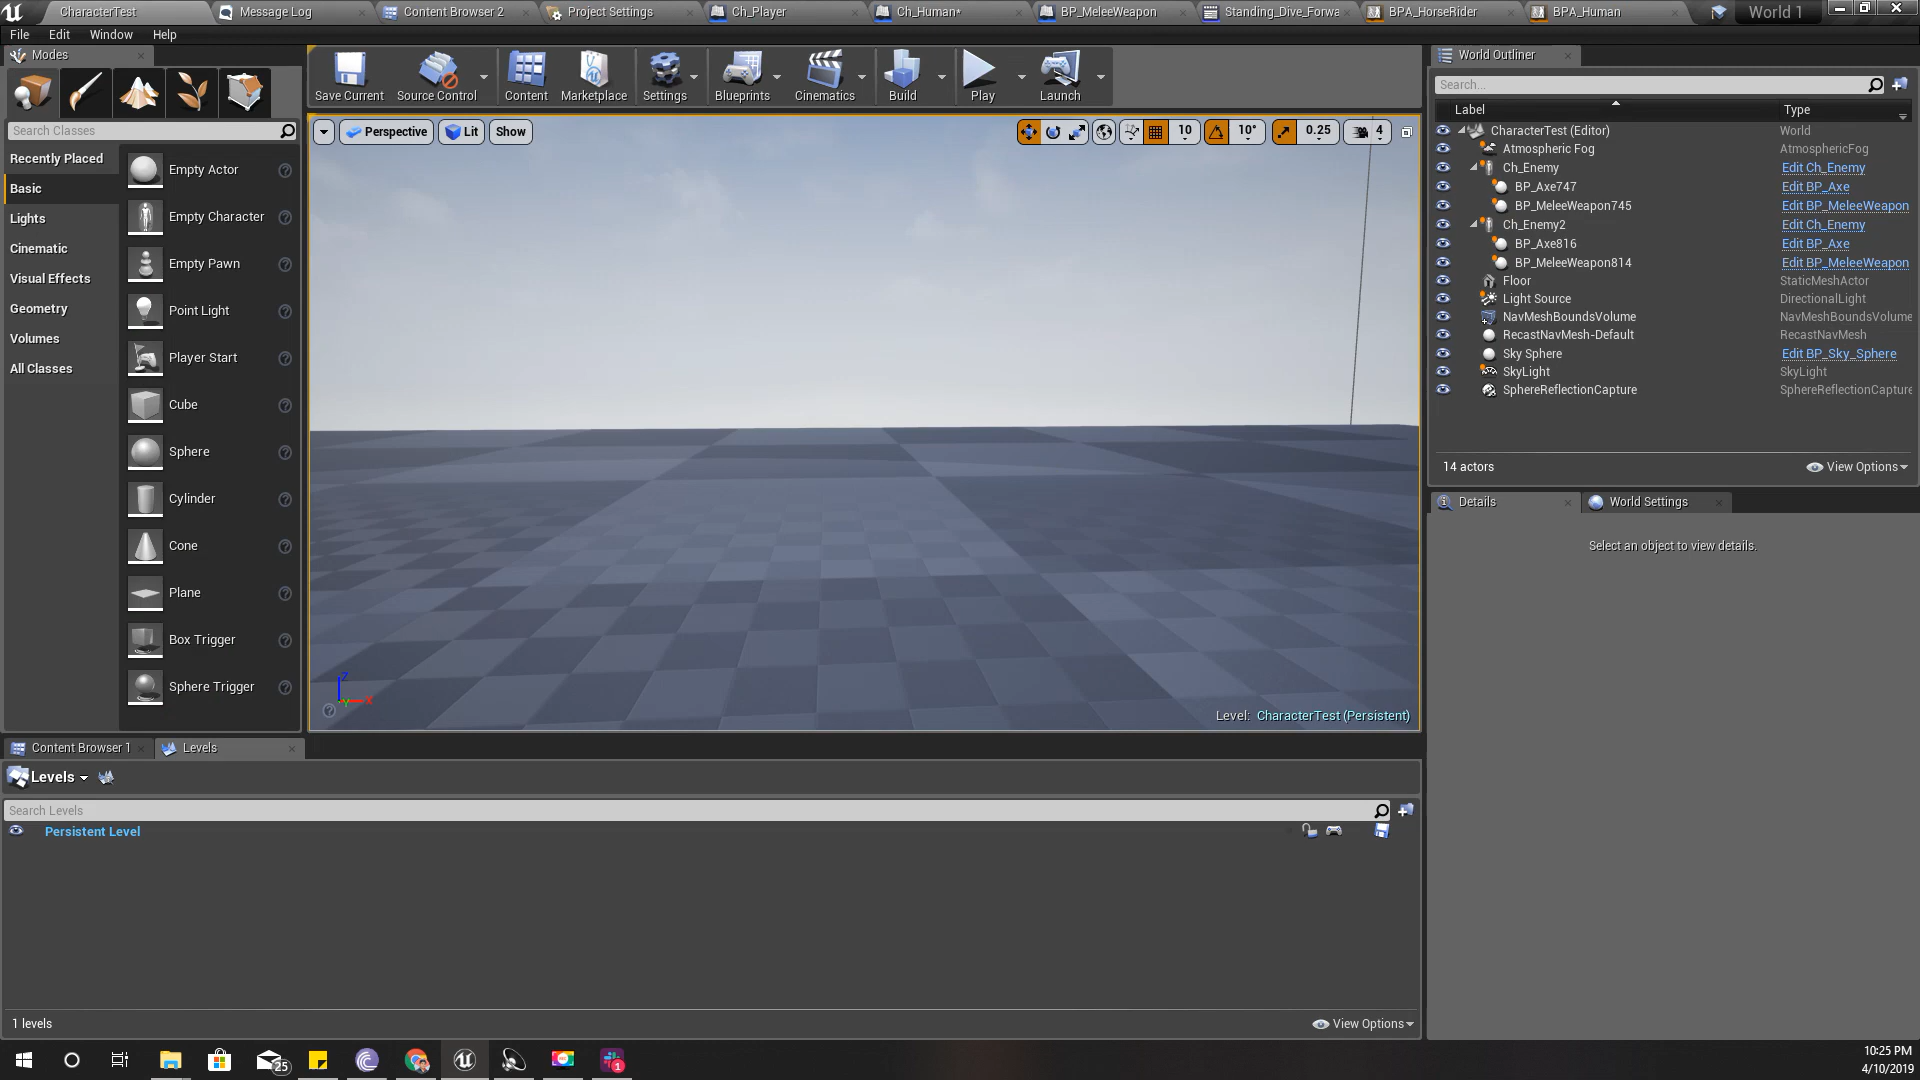 CharacterTest
Message Log
Content Browser 2
Project Settings
Ch_Player
Ch_Human*
BP_MeleeWeapon
Standing_Dive_Forwa
BPA_HorseRider
BPA_Human
World 1
File Edit Window Help
Modes
Search Classes
Recently Placed
Basic
Lights
Cinematic
Visual Effects
Geometry
Volumes
All Classes
Empty Actor
Empty Character
Empty Pawn
Point Light
Player Start
Cube
Sphere
Cylinder
Cone
Plane
Box Trigger
Sphere Trigger
Save Current
Source Control
Content
Marketplace
Settings
Blueprints
Cinematics
Build
Play
Launch
Perspective
Lit
Show
10
10°
0.25
4
Z
X
Level: CharacterTest (Persistent)
World Outliner
Search...
Label Type
CharacterTest (Editor) World
Atmospheric Fog AtmosphericFog
Ch_Enemy Edit Ch_Enemy
BP_Axe747 Edit BP_Axe
BP_MeleeWeapon745 Edit BP_MeleeWeapon
Ch_Enemy2 Edit Ch_Enemy
BP_Axe816 Edit BP_Axe
BP_MeleeWeapon814 Edit BP_MeleeWeapon
Floor StaticMeshActor
Light Source DirectionalLight
NavMeshBoundsVolume NavMeshBoundsVolume
RecastNavMesh-Default RecastNavMesh
Sky Sphere Edit BP_Sky_Sphere
SkyLight SkyLight
SphereReflectionCapture SphereReflectionCapture
14 actors
View Options
Details
World Settings
Select an object to view details.
Content Browser 1
Levels
Levels
Search Levels
Persistent Level
1 levels
View Options
25
1
10:25 PM
4/10/2019